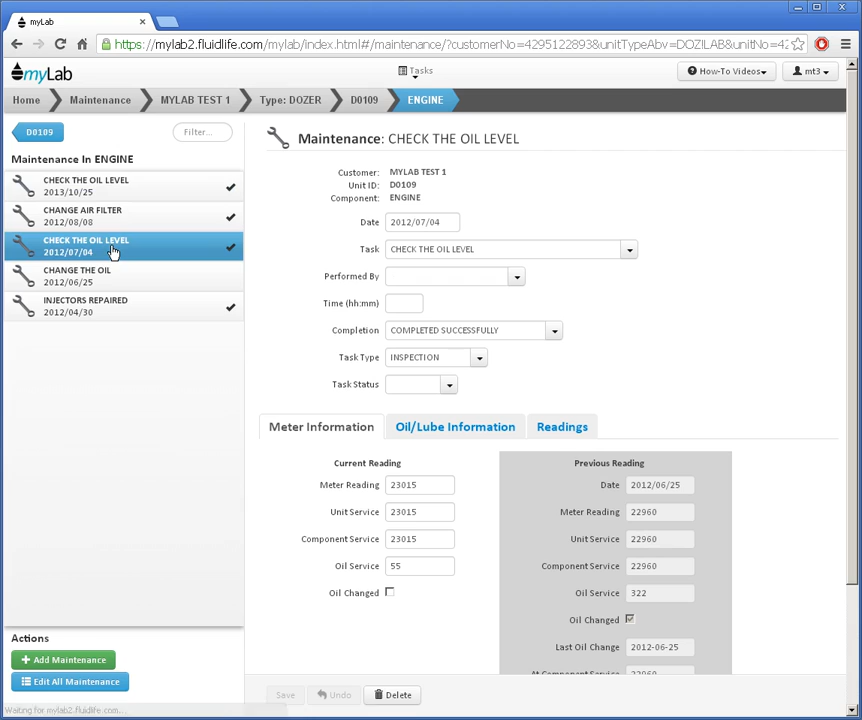 myLab
https://mylab2.fluidlife.com/mylab/index.html#/maintenance/?customerNo=4295122893&unitTypeAbv=DOZILAB&unitNo=42
myLab
Tasks
How-To Videos
mt3
Home
Maintenance
MYLAB TEST 1
Type: DOZER
D0109
ENGINE
D0109
Filter...
Maintenance In ENGINE
CHECK THE OIL LEVEL
2013/10/25
CHANGE AIR FILTER
2012/08/08
CHECK THE OIL LEVEL
2012/07/04
CHANGE THE OIL
2012/06/25
INJECTORS REPAIRED
2012/04/30
Actions
Add Maintenance
Edit All Maintenance
Waiting for mylab2.fluidlife.com...
Maintenance: CHECK THE OIL LEVEL
Customer: MYLAB TEST 1
Unit ID: D0109
Component: ENGINE
Date 2012/07/04
Task CHECK THE OIL LEVEL
Performed By
Time (hh:mm)
Completion COMPLETED SUCCESSFULLY
Task Type INSPECTION
Task Status
Meter Information
Oil/Lube Information
Readings
Current Reading
Meter Reading 23015
Unit Service 23015
Component Service 23015
Oil Service 55
Oil Changed
Previous Reading
Date 2012/06/25
Meter Reading 22960
Unit Service 22960
Component Service 22960
Oil Service 322
Oil Changed
Last Oil Change 2012-06-25
At Component Service 22960
Save
Undo
Delete